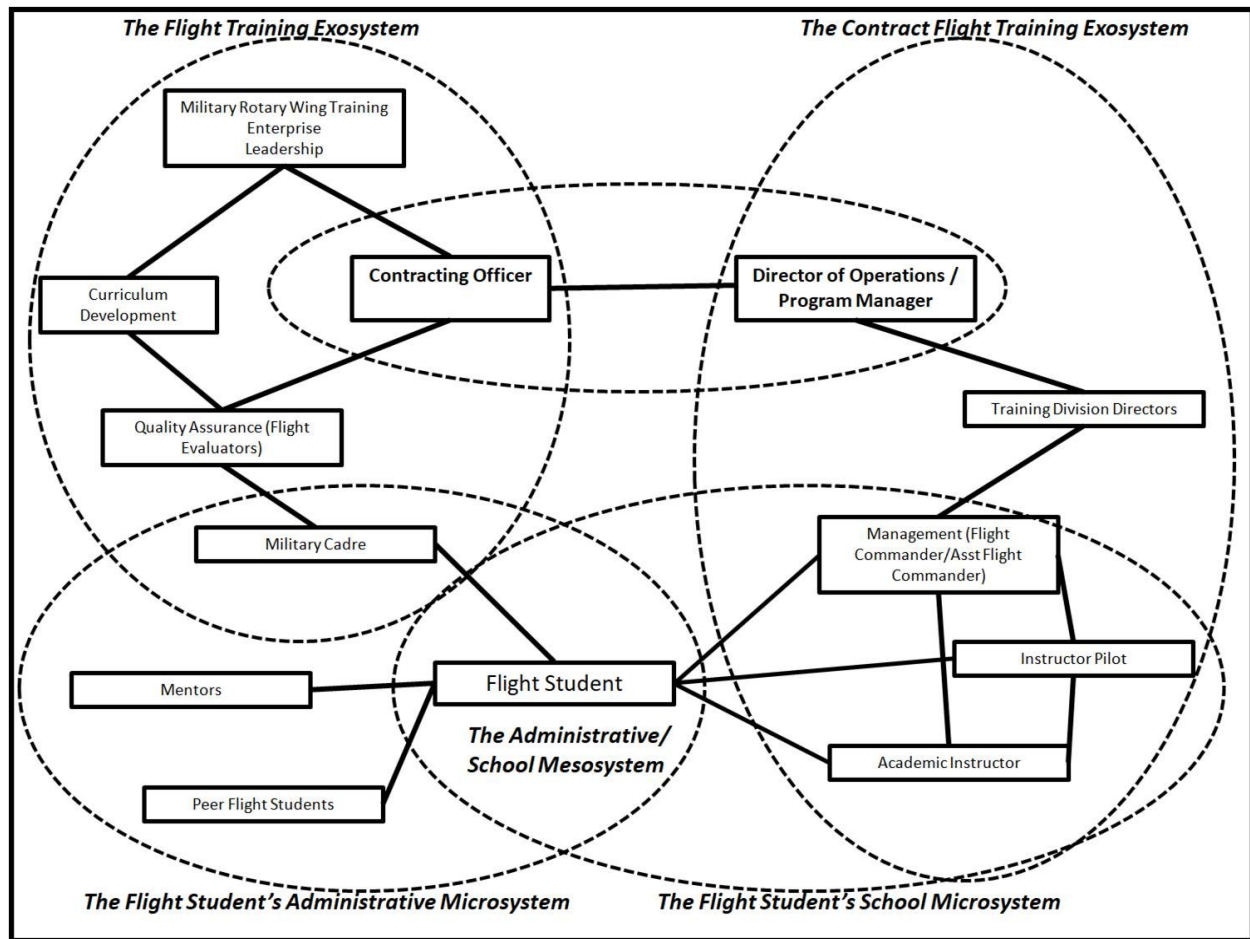 The Flight Training Exosystem
The Contract Flight Training Exosystem
Military Rotary Wing Training
Enterprise
Leadership
Contracting Officer
Director of Operations /
Program Manager
Curriculum
Development
Training Division Directors
Quality Assurance (Flight
Evaluators)
Military Cadre
Management (Flight
Commander/Asst Flight
Commander)
Instructor Pilot
Mentors
Flight Student
The Administrative/
School Mesosystem
Academic Instructor
Peer Flight Students
The Flight Student's Administrative Microsystem
The Flight Student's School Microsystem